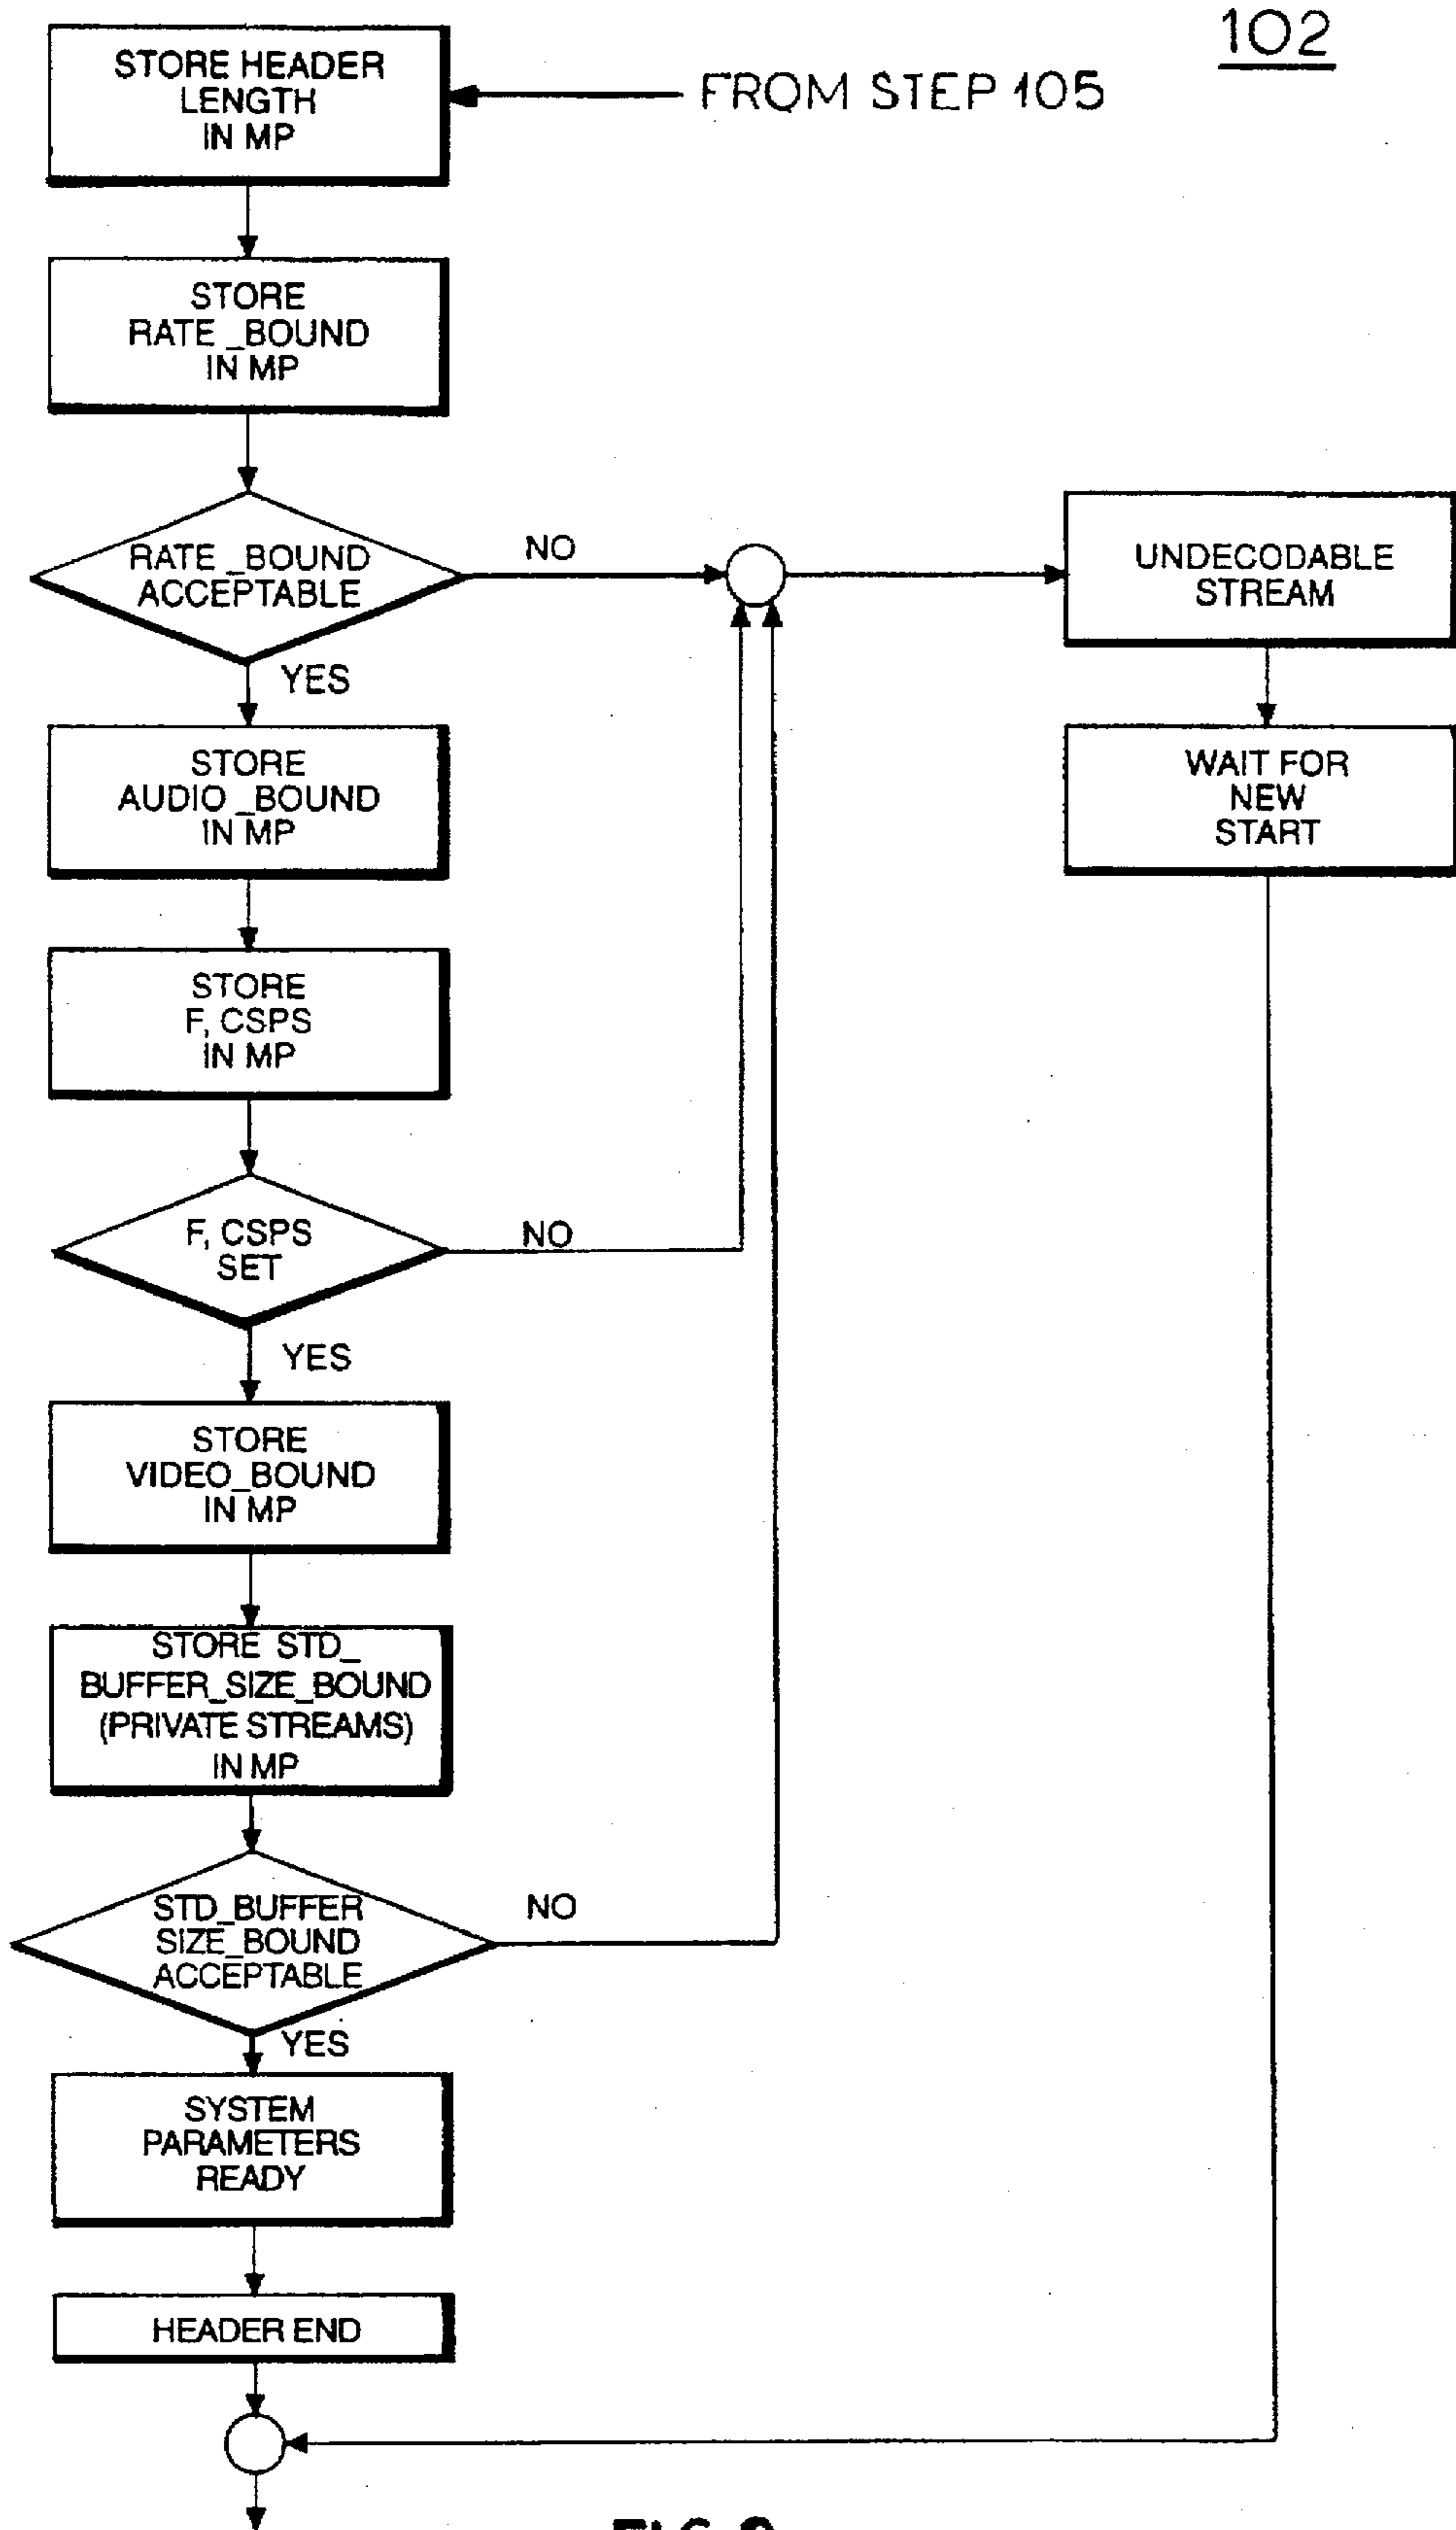 102
STORE HEADER
LENGTH
IN MP
FROM STEP 105
STORE
RATE _BOUND
IN MP
RATE _BOUND
ACCEPTABLE
NO
UNDECODABLE
STREAM
YES
STORE
AUDIO _BOUND
IN MP
WAIT FOR
NEW
START
STORE
F, CSPS
IN MP
F, CSPS
SET
NO
YES
STORE
VIDEO_BOUND
IN MP
STORE STD_
BUFFER_SIZE_BOUND
(PRIVATE STREAMS)
IN MP
STD_BUFFER
SIZE_BOUND
ACCEPTABLE
NO
YES
SYSTEM
PARAMETERS
READY
HEADER END